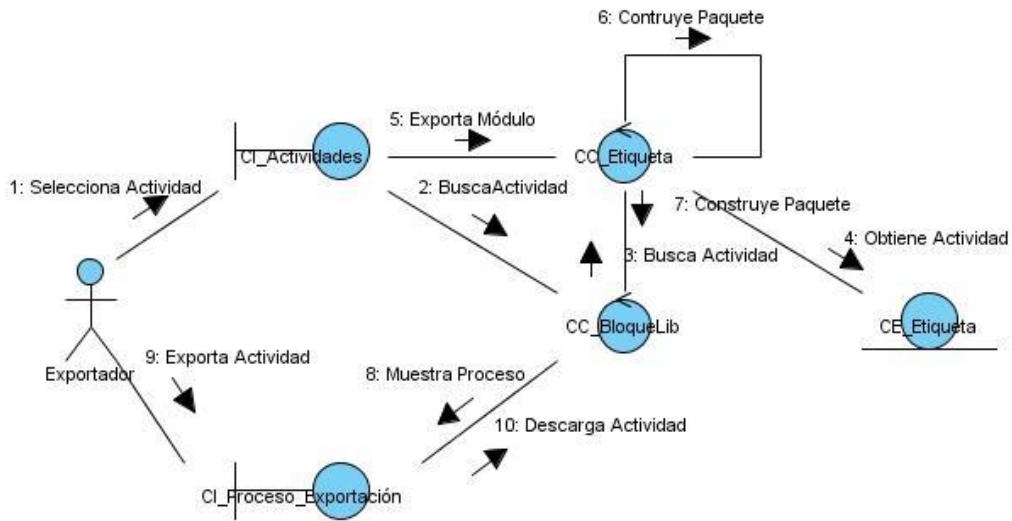 6: Contruye Paquete
5: Exporta Módulo
CI_Actividades
CC_Etiqueta
1: Selecciona Actividad
2: BuscaActividad
7: Construye Paquete
4: Obtiene Actividad
3: Busca Actividad
CC_BloqueLib
CE_Etiqueta
9: Exporta Actividad
Exportador
8: Muestra Proceso
10: Descarga Actividad
CI_Proceso_Exportación